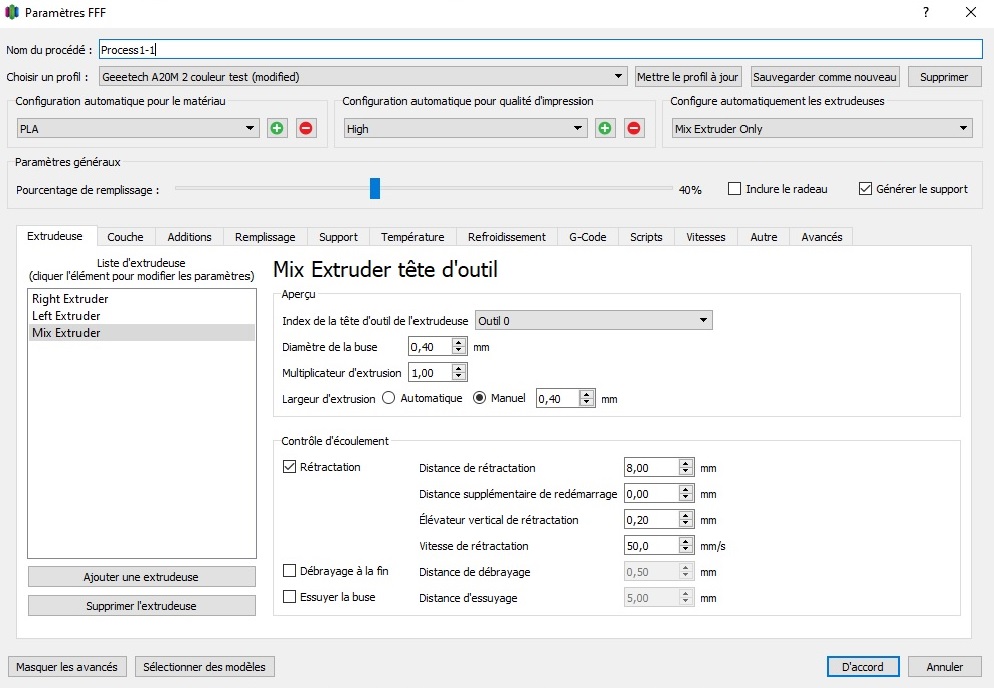 Paramètres FFF
?
Nom du procédé : Process1-1
Choisir un profil : Geeetech A20M 2 couleur test (modified) Mettre le profil à jour Sauvegarder comme nouveau Supprimer
Configuration automatique pour le matériau Configuration automatique pour qualité d'impression Configure automatiquement les extrudeuses
PLA High Mix Extruder Only
Paramètres généraux
Pourcentage de remplissage : 40% Inclure le radeau Générer le support
Extrudeuse Couche Additions Remplissage Support Température Refroidissement G-Code Scripts Vitesses Autre Avancés
Liste d'extrudeuse
(cliquer l'élément pour modifier les paramètres)
Right Extruder
Left Extruder
Mix Extruder
Ajouter une extrudeuse
Supprimer l'extrudeuse
Mix Extruder tête d'outil
Aperçu
Index de la tête d'outil de l'extrudeuse Outil 0
Diamètre de la buse 0,40 mm
Multiplicateur d'extrusion 1,00
Largeur d'extrusion Automatique Manuel 0,40 mm
Contrôle d'écoulement
Rétractation Distance de rétractation 8,00 mm
Distance supplémentaire de redémarrage 0,00 mm
Élévateur vertical de rétractation 0,20 mm
Vitesse de rétractation 50,0 mm/s
Débrayage à la fin Distance de débrayage 0,50 mm
Essuyer la buse Distance d'essuyage 5,00 mm
Masquer les avancés Sélectionner des modèles D'accord Annuler